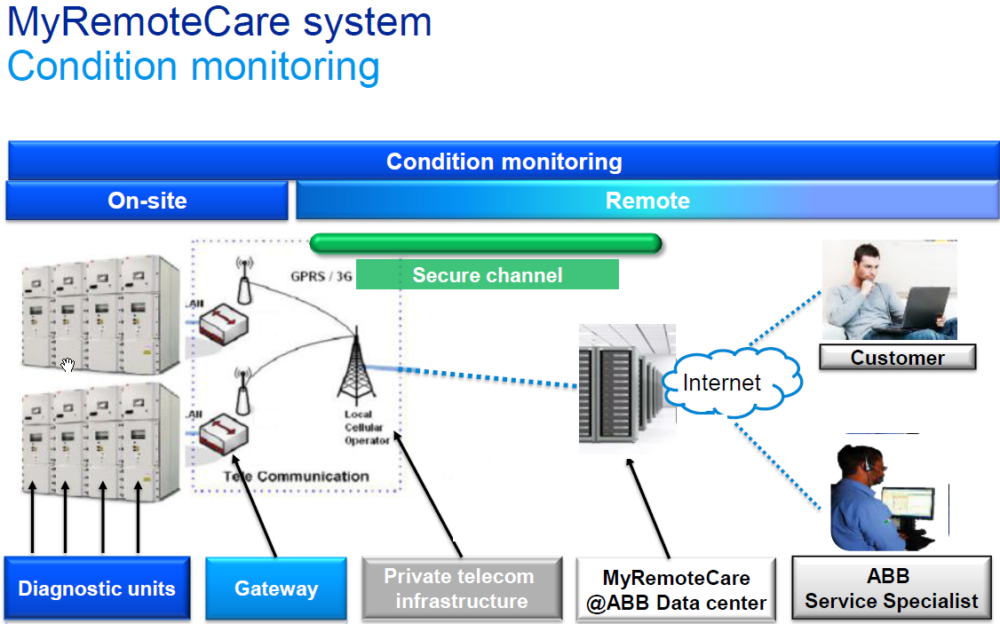 MyRemoteCare system
Condition monitoring
Condition monitoring
On-site
Remote
GPRS / 3G
Secure channel
Local
Cellular
Operator
Tele Communication
Internet
Customer
Diagnostic units
Gateway
Private telecom
infrastructure
MyRemoteCare
@ABB Data center
ABB
Service Specialist